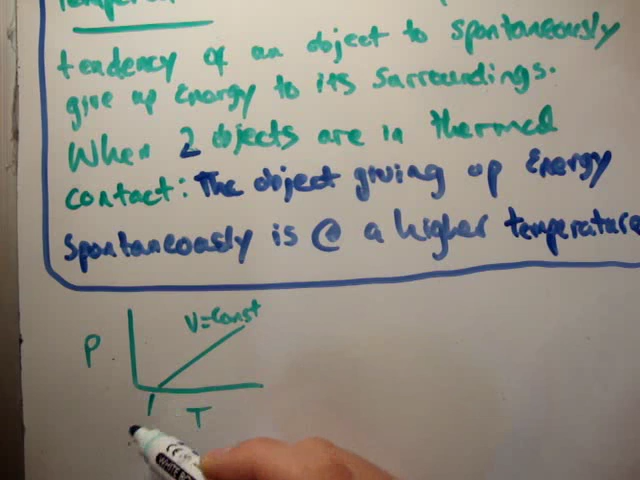 tendency of an object to spontaneously
give up Energy to its surroundings.
When 2 objects are in thermal
contact: The object giving up Energy
spontaneously is @ a higher temperature
V=Const
P
T